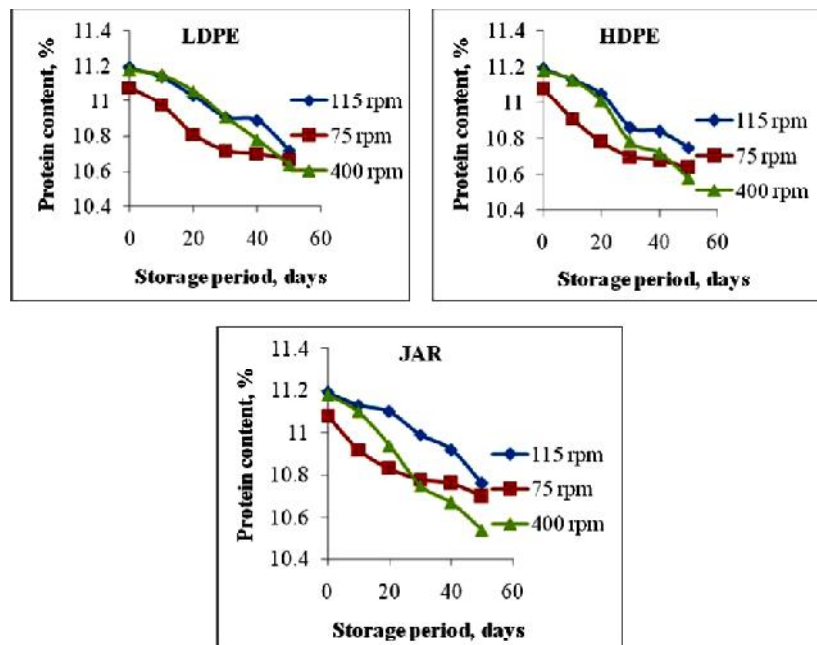 LDPE
Protein content, %
11.4
11.2
11
10.8
10.6
10.4
0 20 40 60
Storage period, days
115 rpm
75 rpm
400 rpm
HDPE
Protein content, %
11.4
11.2
11
10.8
10.6
10.4
0 20 40 60
Storage period, days
115 rpm
75 rpm
400 rpm
JAR
Protein content, %
11.4
11.2
11
10.8
10.6
10.4
0 20 40 60
Storage period, days
115 rpm
75 rpm
400 rpm